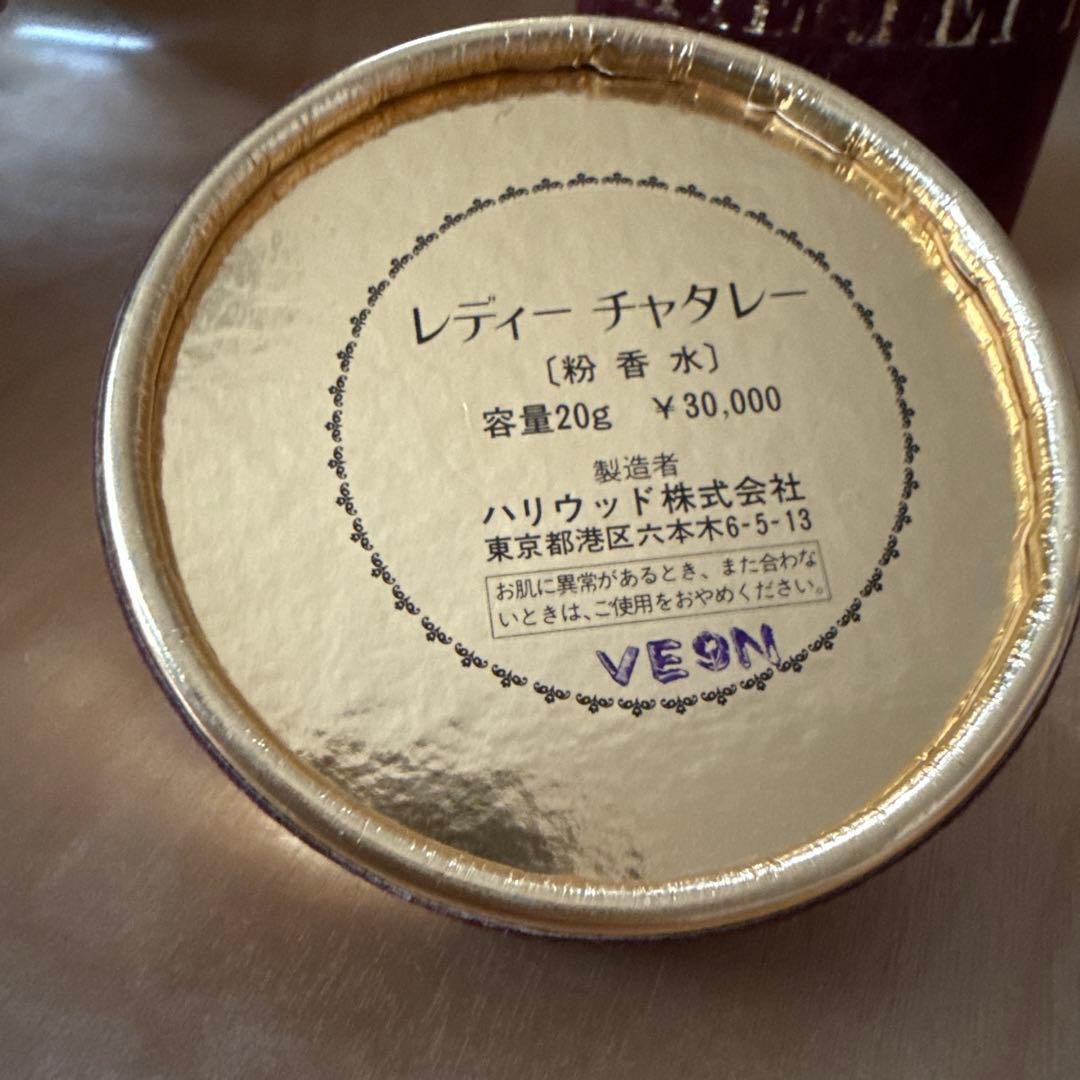 レディー チャタレー
〔粉香水〕
容量20g ¥30,000
製造者
ハリウッド株式会社
東京都港区六本木6-5-13
お肌に異常があるとき、また合わな
いときは、ご使用をおやめください。
VE9N